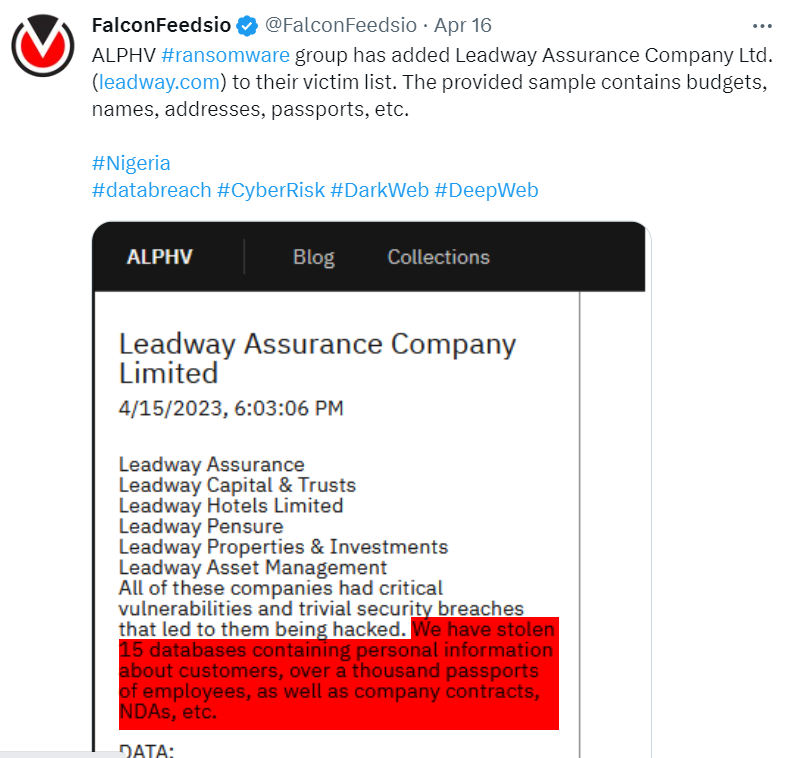 FalconFeedsio @FalconFeedsio · Apr 16
ALPHV #ransomware group has added Leadway Assurance Company Ltd.
(leadway.com) to their victim list. The provided sample contains budgets,
names, addresses, passports, etc.
#Nigeria
#databreach #CyberRisk #DarkWeb #DeepWeb
ALPHV Blog Collections
Leadway Assurance Company
Limited
4/15/2023, 6:03:06 PM
Leadway Assurance
Leadway Capital & Trusts
Leadway Hotels Limited
Leadway Pensure
Leadway Properties & Investments
Leadway Asset Management
All of these companies had critical
vulnerabilities and trivial security breaches
that led to them being hacked. We have stolen
15 databases containing personal information
about customers, over a thousand passports
of employees, as well as company contracts,
NDAs, etc.
DATA: